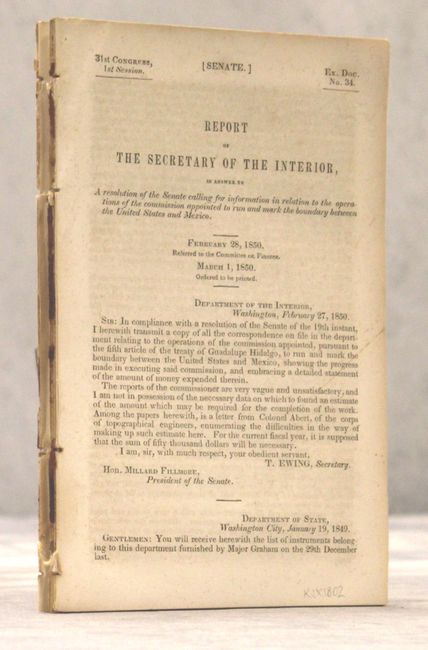 31st Congress,
1st Session.
[SENATE.]
Ex. Doc.
No. 34.
REPORT
OF
THE SECRETARY OF THE INTERIOR,
IN ANSWER TO
A resolution of the Senate calling for information in relation to the opera-
tions of the commission appointed to run and mark the boundary between
the United States and Mexico.
February 28, 1850.
Referred to the Committee on Finance.
March 1, 1850.
Ordered to be printed.
Department of the Interior,
Washington, February 27, 1850.
Sir: In compliance with a resolution of the Senate of the 19th instant,
I herewith transmit a copy of all the correspondence on file in the depart-
ment relating to the operations of the commission appointed, pursuant to
the fifth article of the treaty of Guadalupe Hidalgo, to run and mark the
boundary between the United States and Mexico, showing the progress
made in executing said commission, and embracing a detailed statement
of the amount of money expended therein.
The reports of the commissioner are very vague and unsatisfactory, and
I am not in possession of the necessary data on which to found an estimate
of the amount which may be required for the completion of the work.
Among the papers herewith, is a letter from Colonel Abert, of the corps
of topographical engineers, enumerating the difficulties in the way of
making up such estimate here. For the current fiscal year, it is supposed
that the sum of fifty thousand dollars will be necessary.
I am, sir, with much respect, your obedient servant,
T. EWING, Secretary.
Hon. Millard Fillmore,
President of the Senate.
Department of State,
Washington City, January 19, 1849.
Gentlemen: You will receive herewith the list of instruments belong-
ing to this department furnished by Major Graham on the 29th December
last.